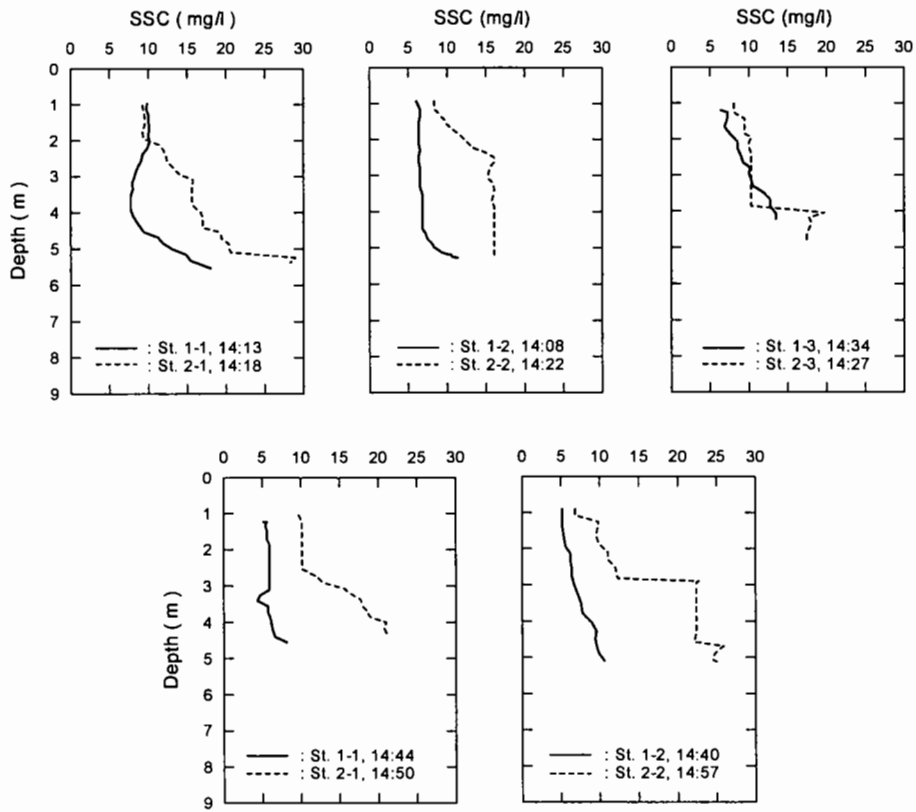 SSC ( mg/l ) SSC (mg/l) SSC (mg/l)
0 5 10 15 20 25 30 0 5 10 15 20 25 30 0 5 10 15 20 25 30
0
1
2
3
4
5
6
7
8
9
Depth ( m )
: St. 1-1, 14:13
: St. 2-1, 14:18
: St. 1-2, 14:08
: St. 2-2, 14:22
: St. 1-3, 14:34
: St. 2-3, 14:27
0 5 10 15 20 25 30 0 5 10 15 20 25 30
0
1
2
3
4
5
6
7
8
9
Depth ( m )
: St. 1-1, 14:44
: St. 2-1, 14:50
: St. 1-2, 14:40
: St. 2-2, 14:57